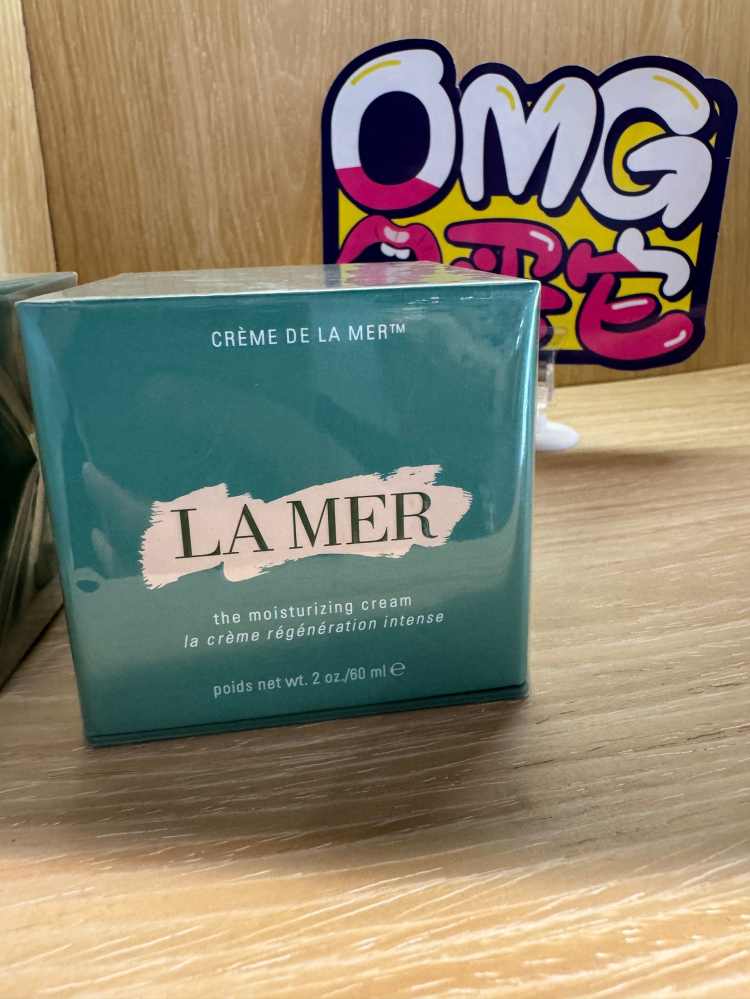 OMG
CRÈME DE LA MER™
LA MER
the moisturizing cream
la crème régénération intense
poids net wt. 2 oz./60 ml ℮